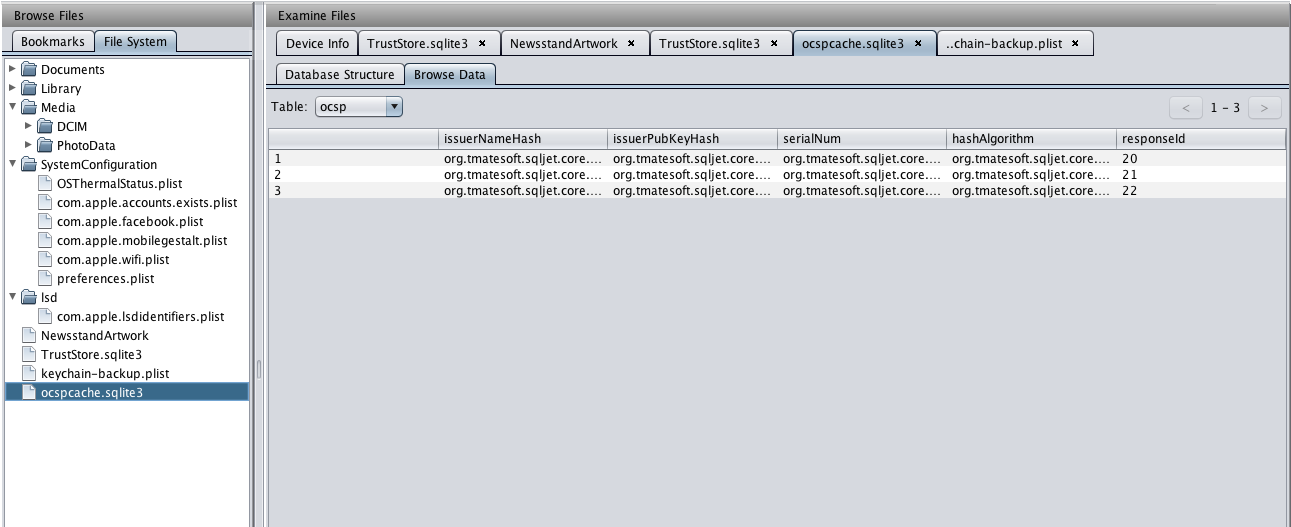 Browse Files
Bookmarks File System
Documents
Library
Media
DCIM
PhotoData
SystemConfiguration
OSThermalStatus.plist
com.apple.accounts.exists.plist
com.apple.facebook.plist
com.apple.mobilegestalt.plist
com.apple.wifi.plist
preferences.plist
lsd
com.apple.lsdidentifiers.plist
NewsstandArtwork
TrustStore.sqlite3
keychain-backup.plist
ocspcache.sqlite3
Examine Files
Device Info TrustStore.sqlite3 × NewsstandArtwork × TrustStore.sqlite3 × ocspcache.sqlite3 × ..chain-backup.plist ×
Database Structure Browse Data
Table: ocsp < 1 - 3 >
issuerNameHash issuerPubKeyHash serialNum hashAlgorithm responseId
1 org.tmatesoft.sqljet.core.... org.tmatesoft.sqljet.core.... org.tmatesoft.sqljet.core.... org.tmatesoft.sqljet.core.... 20
2 org.tmatesoft.sqljet.core.... org.tmatesoft.sqljet.core.... org.tmatesoft.sqljet.core.... org.tmatesoft.sqljet.core.... 21
3 org.tmatesoft.sqljet.core.... org.tmatesoft.sqljet.core.... org.tmatesoft.sqljet.core.... org.tmatesoft.sqljet.core.... 22